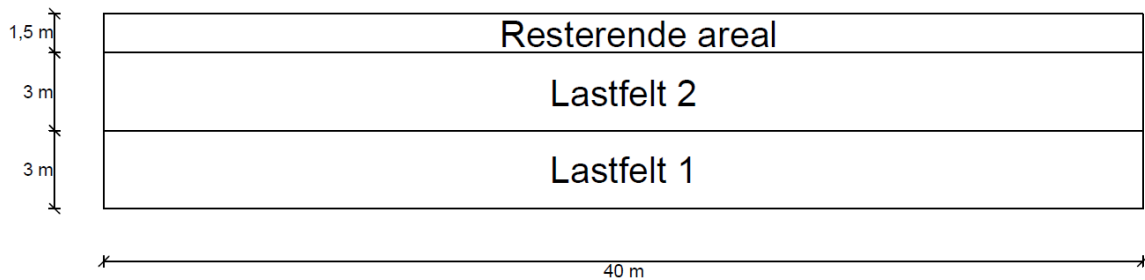 1,5 m
Resterende areal
3 m
Lastfelt 2
3 m
Lastfelt 1
40 m